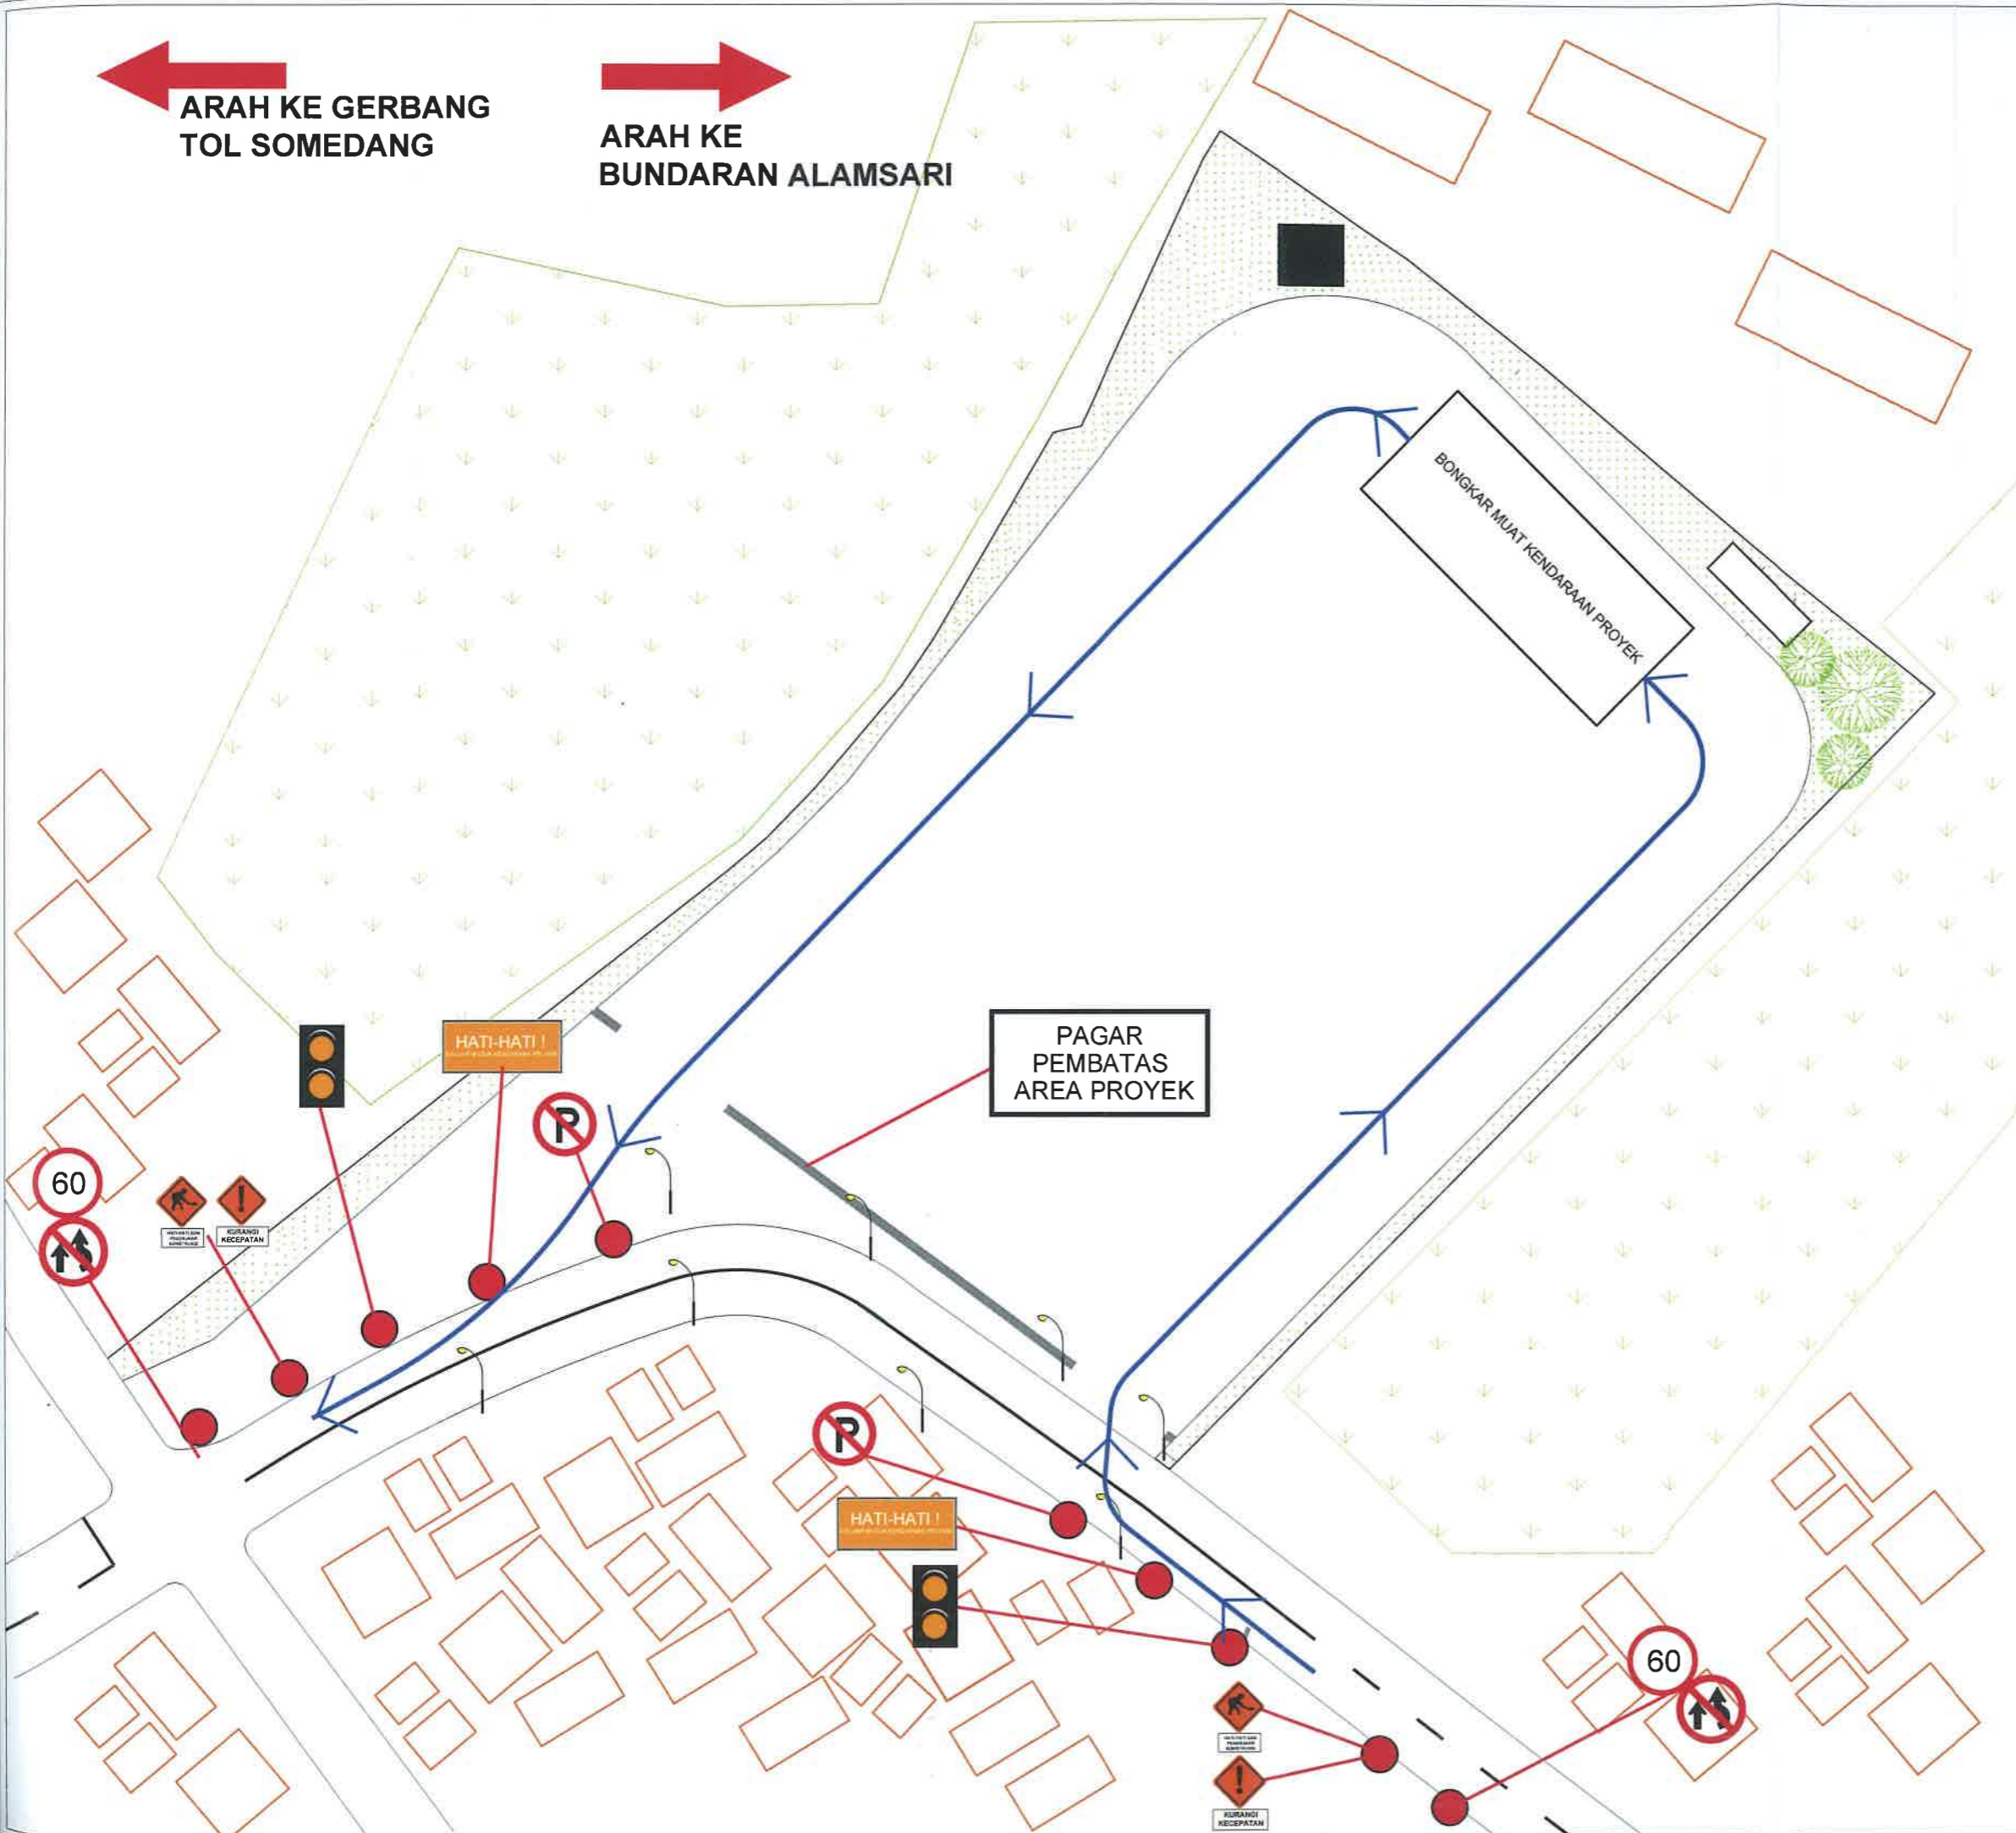 ARAH KE GERBANG
TOL SOMEDANG
ARAH KE
BUNDARAN ALAMSARI
BONGKAR MUAT KENDARAAN PROYEK
PAGAR
PEMBATAS
AREA PROYEK
HATI-HATI !
P
60
KURANGI
KECEPATAN
P
HATI-HATI !
60
KURANGI
KECEPATAN